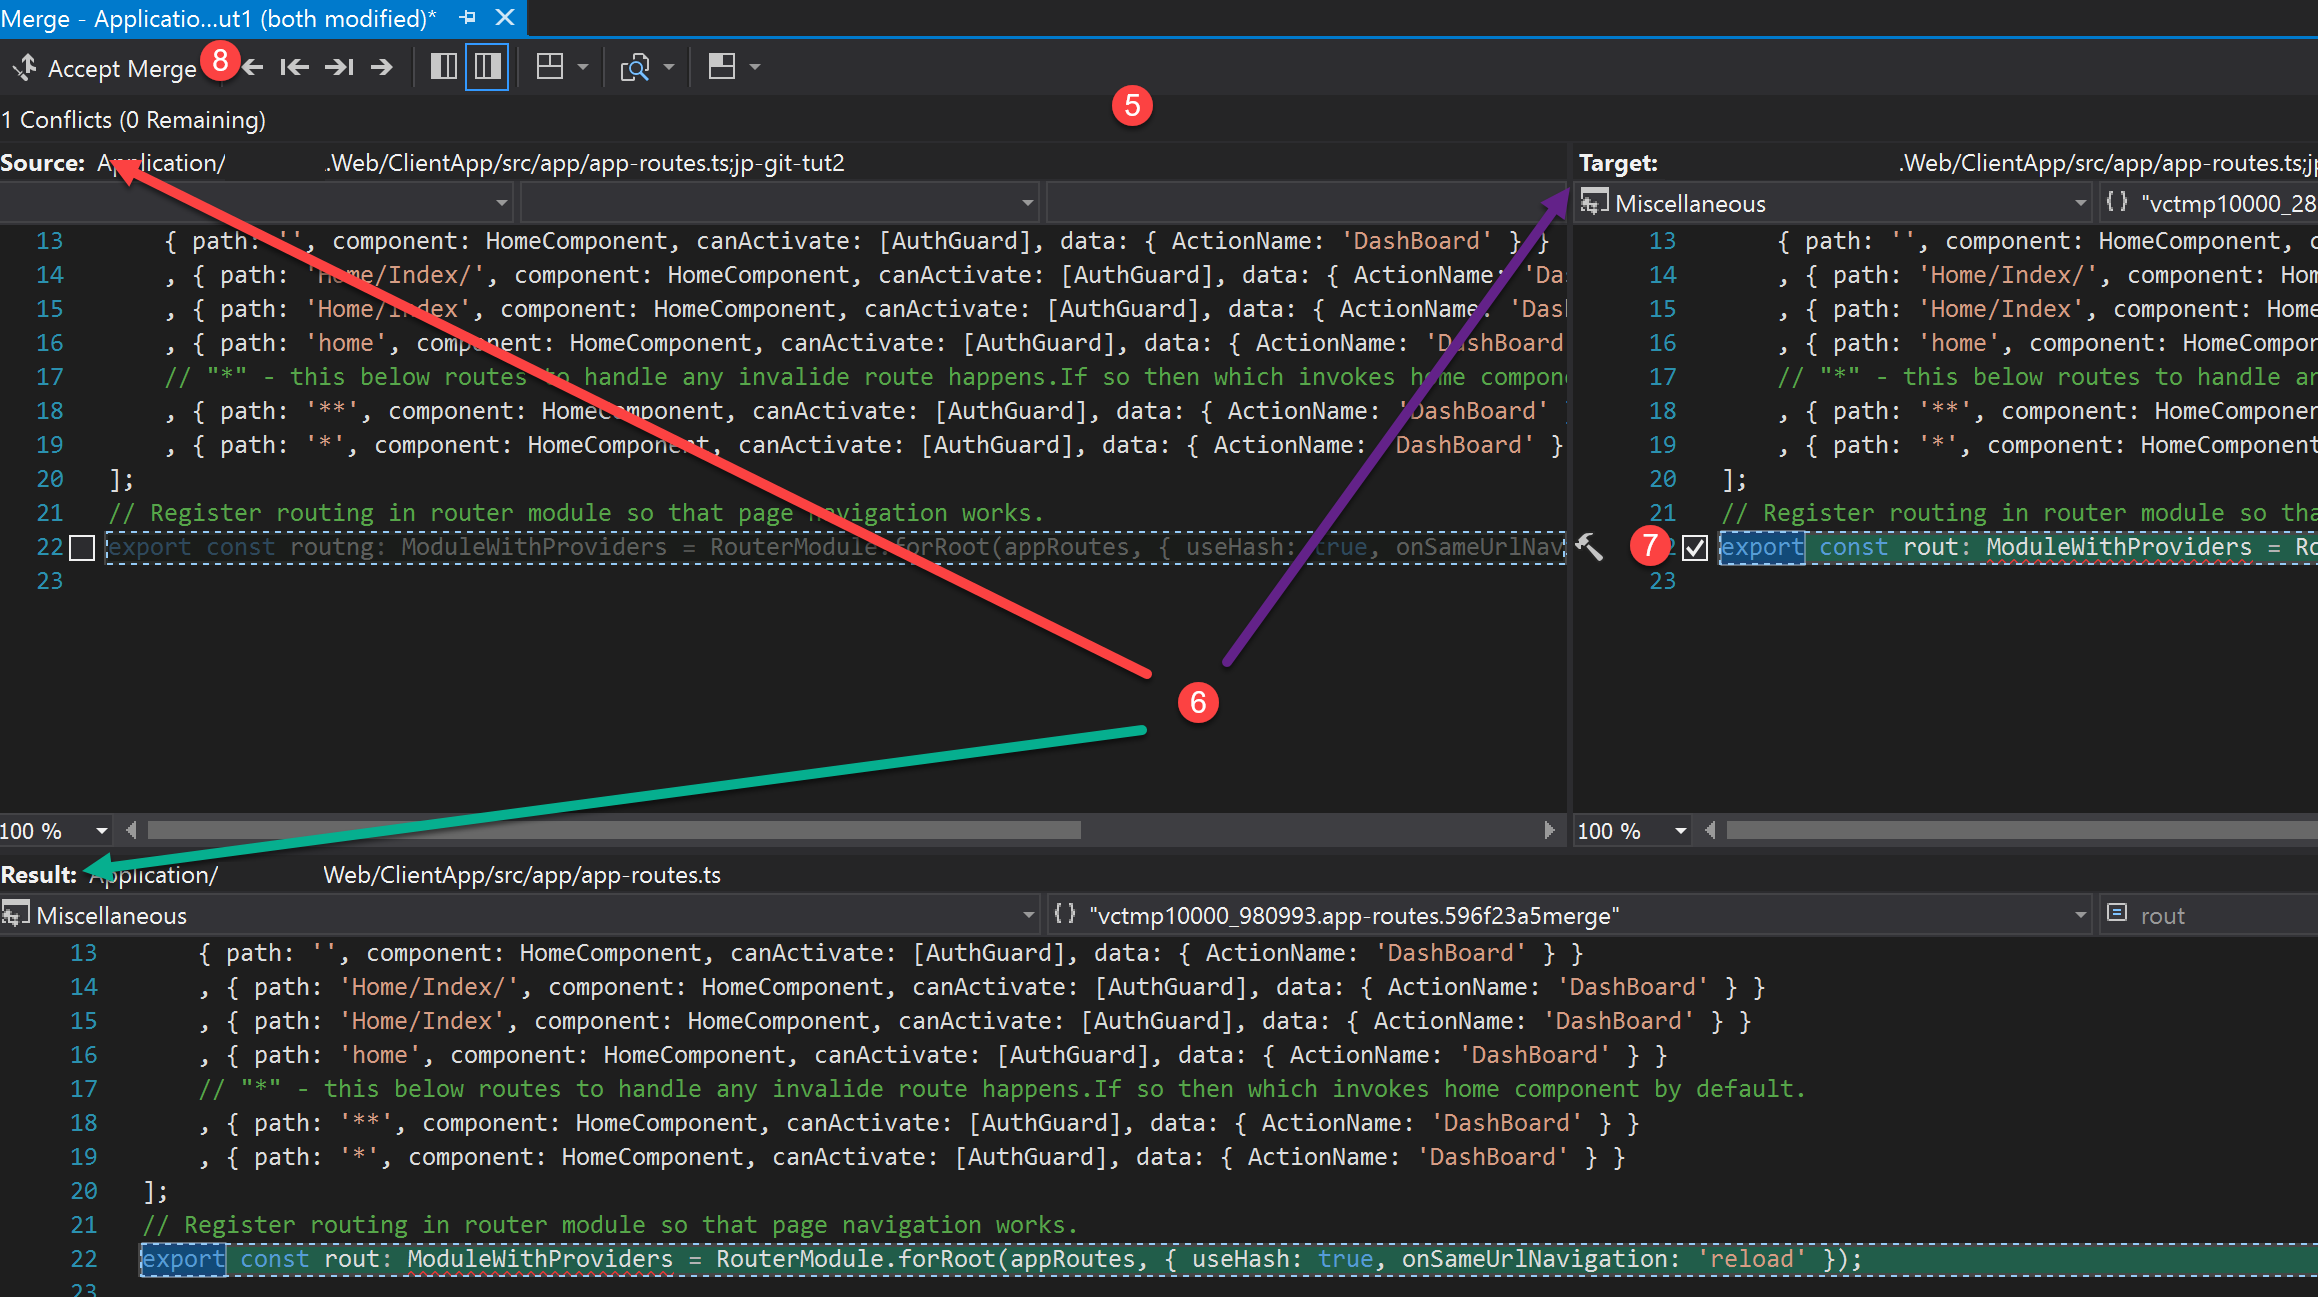 Merge - Applicatio...ut1 (both modified)*
Accept Merge
8
5
1 Conflicts (0 Remaining)
Source: Application/ .Web/ClientApp/src/app/app-routes.ts;jp-git-tut2
13 { path: '', component: HomeComponent, canActivate: [AuthGuard], data: { ActionName: 'DashBoard' } }
14 , { path: 'Home/Index/', component: HomeComponent, canActivate: [AuthGuard], data: { ActionName: 'Das
15 , { path: 'Home/Index', component: HomeComponent, canActivate: [AuthGuard], data: { ActionName: 'Dash
16 , { path: 'home', component: HomeComponent, canActivate: [AuthGuard], data: { ActionName: 'DashBoard
17 // "*" - this below routes to handle any invalide route happens.If so then which invokes home compone
18 , { path: '**', component: HomeComponent, canActivate: [AuthGuard], data: { ActionName: 'DashBoard' }
19 , { path: '*', component: HomeComponent, canActivate: [AuthGuard], data: { ActionName: 'DashBoard' }
20 ];
21 // Register routing in router module so that page navigation works.
22 export const routng: ModuleWithProviders = RouterModule.forRoot(appRoutes, { useHash: true, onSameUrlNavi
23
Target: .Web/ClientApp/src/app/app-routes.ts;jp
Miscellaneous
{} "vctmp10000_28
13 { path: '', component: HomeComponent, c
14 , { path: 'Home/Index/', component: Hom
15 , { path: 'Home/Index', component: Home
16 , { path: 'home', component: HomeCompon
17 // "*" - this below routes to handle an
18 , { path: '**', component: HomeComponen
19 , { path: '*', component: HomeComponent
20 ];
21 // Register routing in router module so tha
7
export const rout: ModuleWithProviders = Ro
23
6
100 %
100 %
Result: Application/ Web/ClientApp/src/app/app-routes.ts
Miscellaneous
{} "vctmp10000_980993.app-routes.596f23a5merge"
rout
13 { path: '', component: HomeComponent, canActivate: [AuthGuard], data: { ActionName: 'DashBoard' } }
14 , { path: 'Home/Index/', component: HomeComponent, canActivate: [AuthGuard], data: { ActionName: 'DashBoard' } }
15 , { path: 'Home/Index', component: HomeComponent, canActivate: [AuthGuard], data: { ActionName: 'DashBoard' } }
16 , { path: 'home', component: HomeComponent, canActivate: [AuthGuard], data: { ActionName: 'DashBoard' } }
17 // "*" - this below routes to handle any invalide route happens.If so then which invokes home component by default.
18 , { path: '**', component: HomeComponent, canActivate: [AuthGuard], data: { ActionName: 'DashBoard' } }
19 , { path: '*', component: HomeComponent, canActivate: [AuthGuard], data: { ActionName: 'DashBoard' } }
20 ];
21 // Register routing in router module so that page navigation works.
22 export const rout: ModuleWithProviders = RouterModule.forRoot(appRoutes, { useHash: true, onSameUrlNavigation: 'reload' });
23